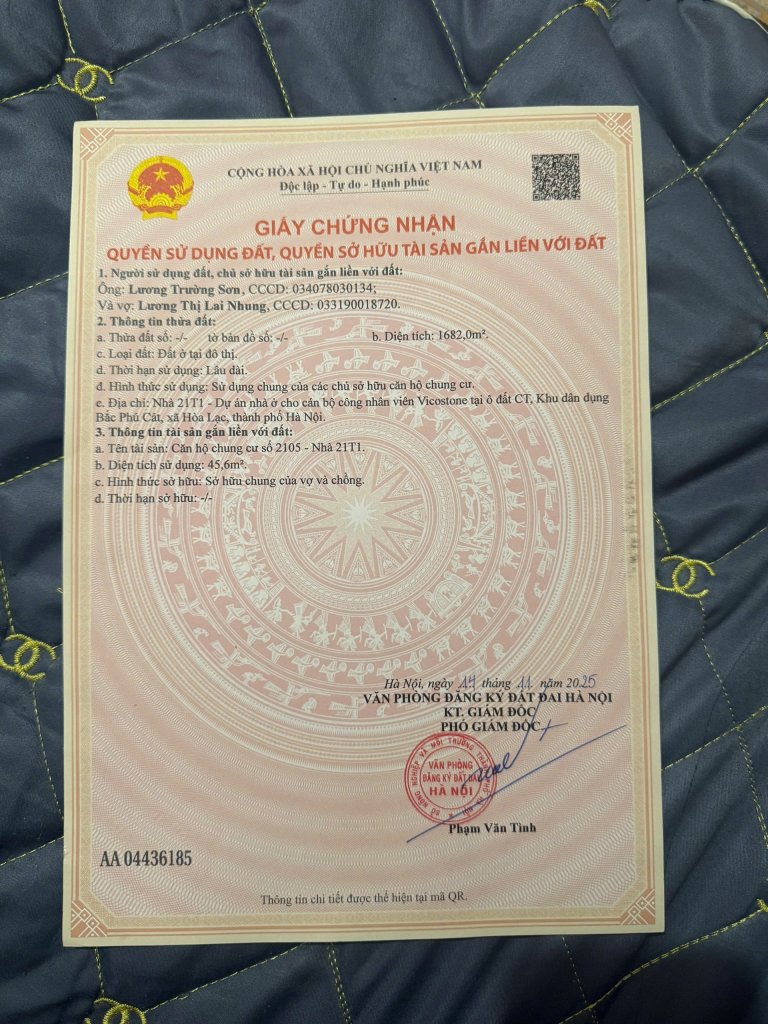 CỘNG HÒA XÃ HỘI CHỦ NGHĨA VIỆT NAM
Độc lập - Tự do - Hạnh phúc
GIẤY CHỨNG NHẬN
QUYỀN SỬ DỤNG ĐẤT, QUYỀN SỞ HỮU TÀI SẢN GẮN LIỀN VỚI ĐẤT
1. Người sử dụng đất, chủ sở hữu tài sản gắn liền với đất:
Ông: Lương Trường Sơn, CCCD: 034078030134;
Và vợ: Lương Thị Lai Nhung, CCCD: 033190018720.
2. Thông tin thửa đất:
a. Thửa đất số: -/- tờ bản đồ số: -/- b. Diện tích: 1682,0m².
c. Loại đất: Đất ở tại đô thị.
d. Thời hạn sử dụng: Lâu dài.
đ. Hình thức sử dụng: Sử dụng chung của các chủ sở hữu căn hộ chung cư.
e. Địa chỉ: Nhà 21T1 - Dự án nhà ở cho cán bộ công nhân viên Vicostone tại ô đất CT, Khu dân dụng
Bắc Phú Cát, xã Hòa Lạc, thành phố Hà Nội.
3. Thông tin tài sản gắn liền với đất:
a. Tên tài sản: Căn hộ chung cư số 2105 - Nhà 21T1.
b. Diện tích sử dụng: 45,6m².
c. Hình thức sở hữu: Sở hữu chung của vợ và chồng.
d. Thời hạn sở hữu: -/-
Hà Nội, ngày 14 tháng 11 năm 2025
VĂN PHÒNG ĐĂNG KÝ ĐẤT ĐAI HÀ NỘI
KT. GIÁM ĐỐC
PHÓ GIÁM ĐỐC
SỞ NÔNG NGHIỆP VÀ MÔI TRƯỜNG
VĂN PHÒNG
ĐĂNG KÝ ĐẤT ĐAI
HÀ NỘI
Phạm Văn Tình
AA 04436185
Thông tin chi tiết được thể hiện tại mã QR.